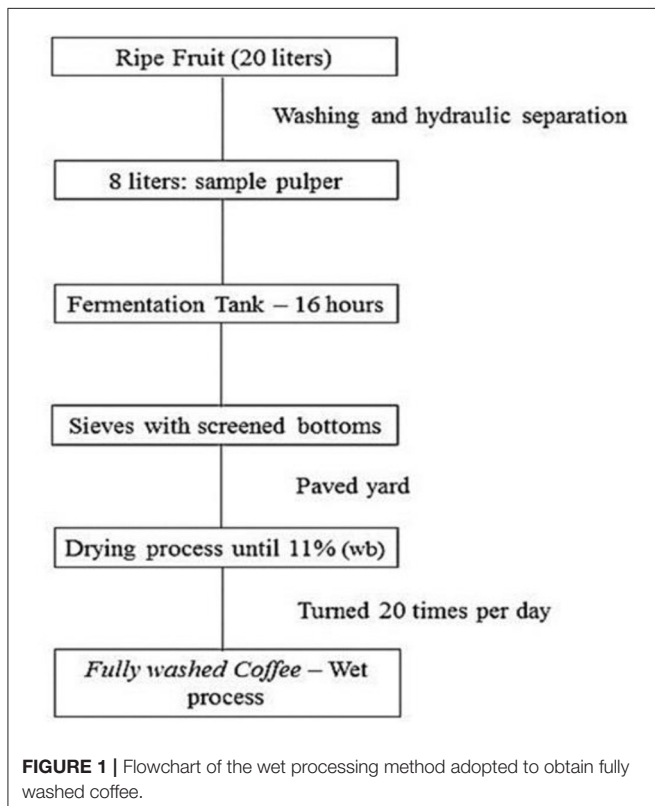 Ripe Fruit (20 liters)
Washing and hydraulic separation
8 liters: sample pulper
Fermentation Tank – 16 hours
Sieves with screened bottoms
Paved yard
Drying process until 11% (wb)
Turned 20 times per day
Fully washed Coffee – Wet
process
FIGURE 1 | Flowchart of the wet processing method adopted to obtain fully
washed coffee.